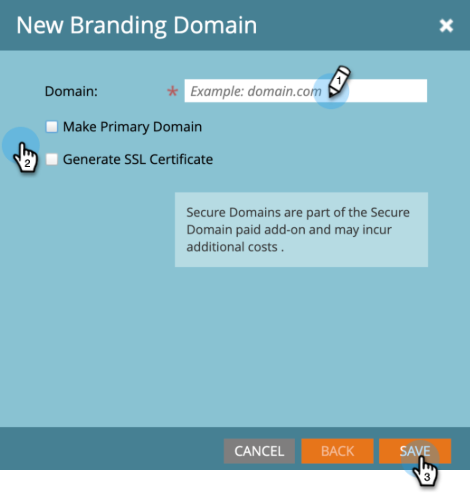 New Branding Domain
Domain: * Example: domain.com 1
Make Primary Domain
2
Generate SSL Certificate
Secure Domains are part of the Secure
Domain paid add-on and may incur
additional costs .
CANCEL BACK SAVE
3